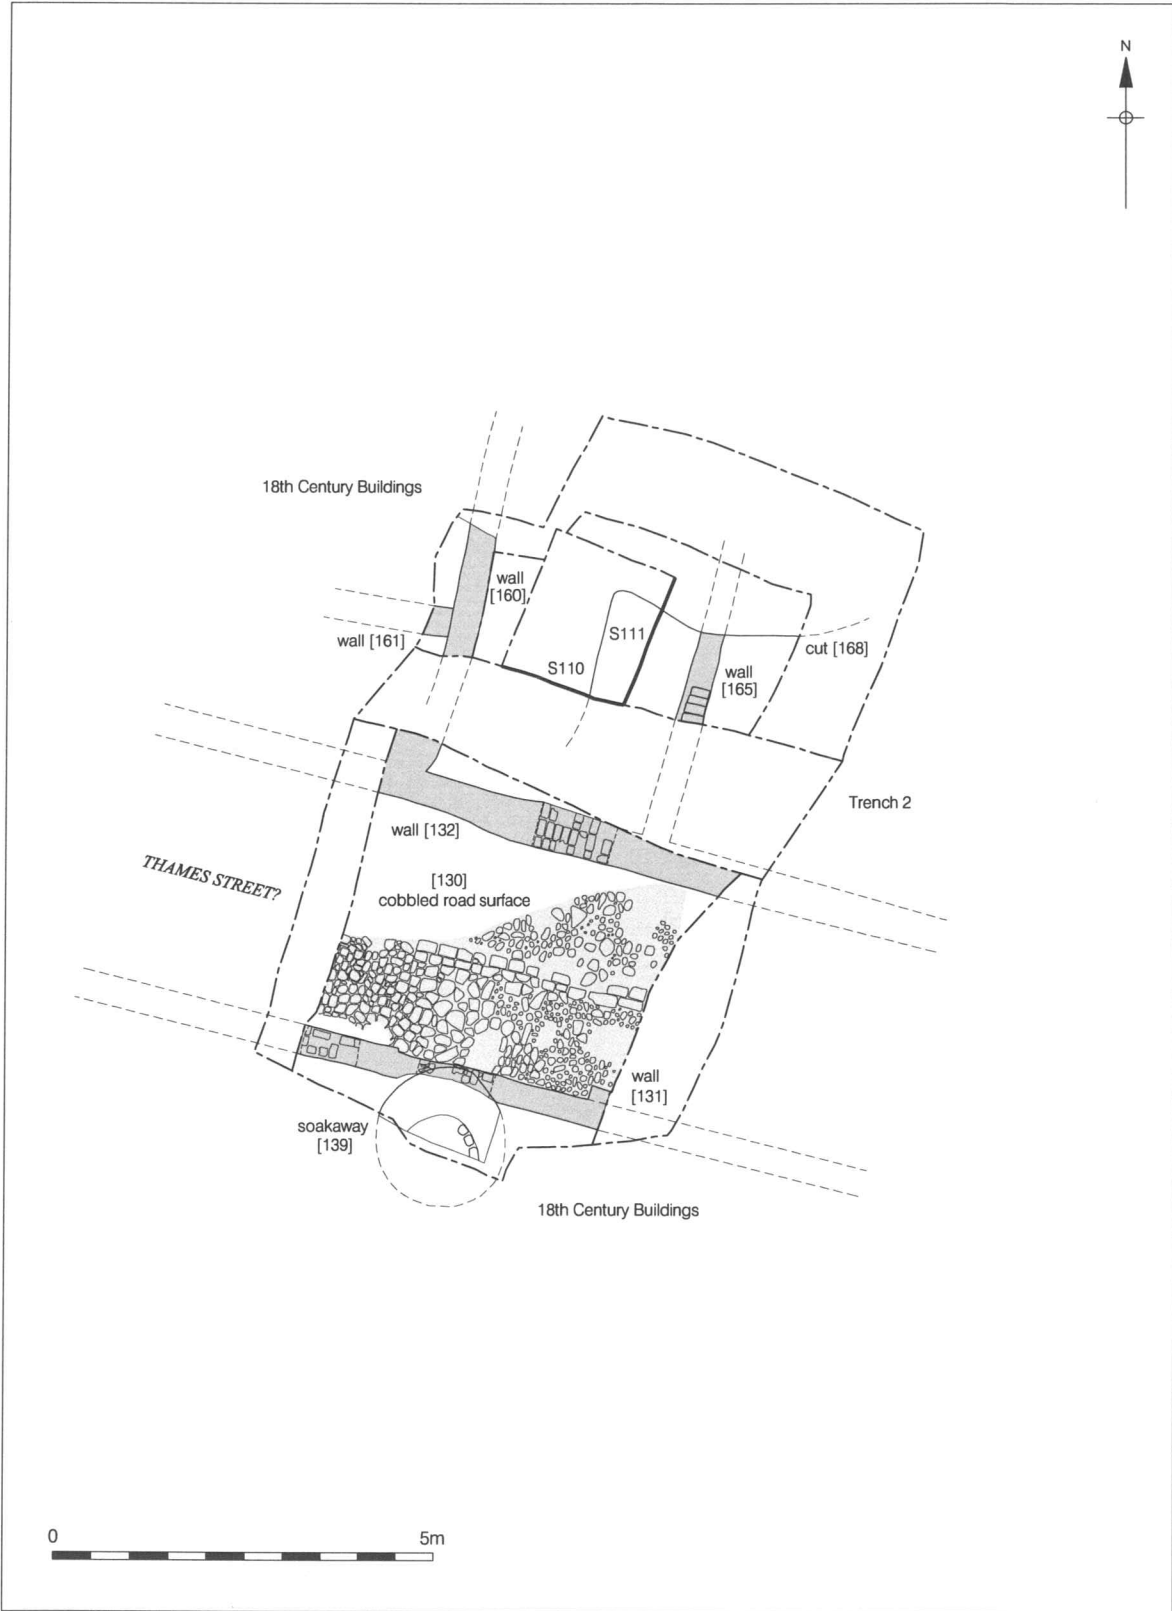 N
18th Century Buildings
wall
[160]
wall [161]
S111
S110
cut [168]
wall
[165]
Trench 2
wall [132]
THAMES STREET?
[130]
cobbled road surface
wall
[131]
soakaway
[139]
18th Century Buildings
0
5m